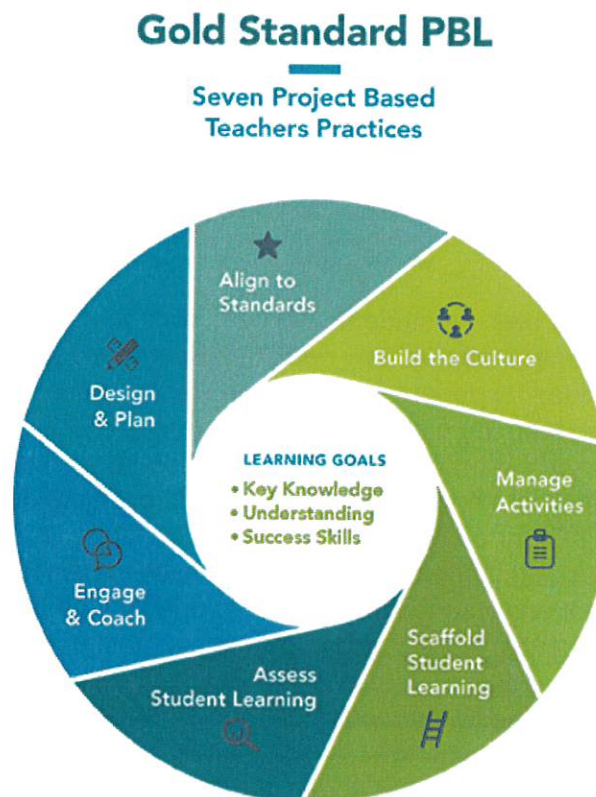 Gold Standard PBL
Seven Project Based
Teachers Practices
Align to
Standards
Build the Culture
Manage
Activities
Scaffold
Student
Learning
Assess
Student Learning
Engage
& Coach
Design
& Plan
LEARNING GOALS
• Key Knowledge
• Understanding
• Success Skills